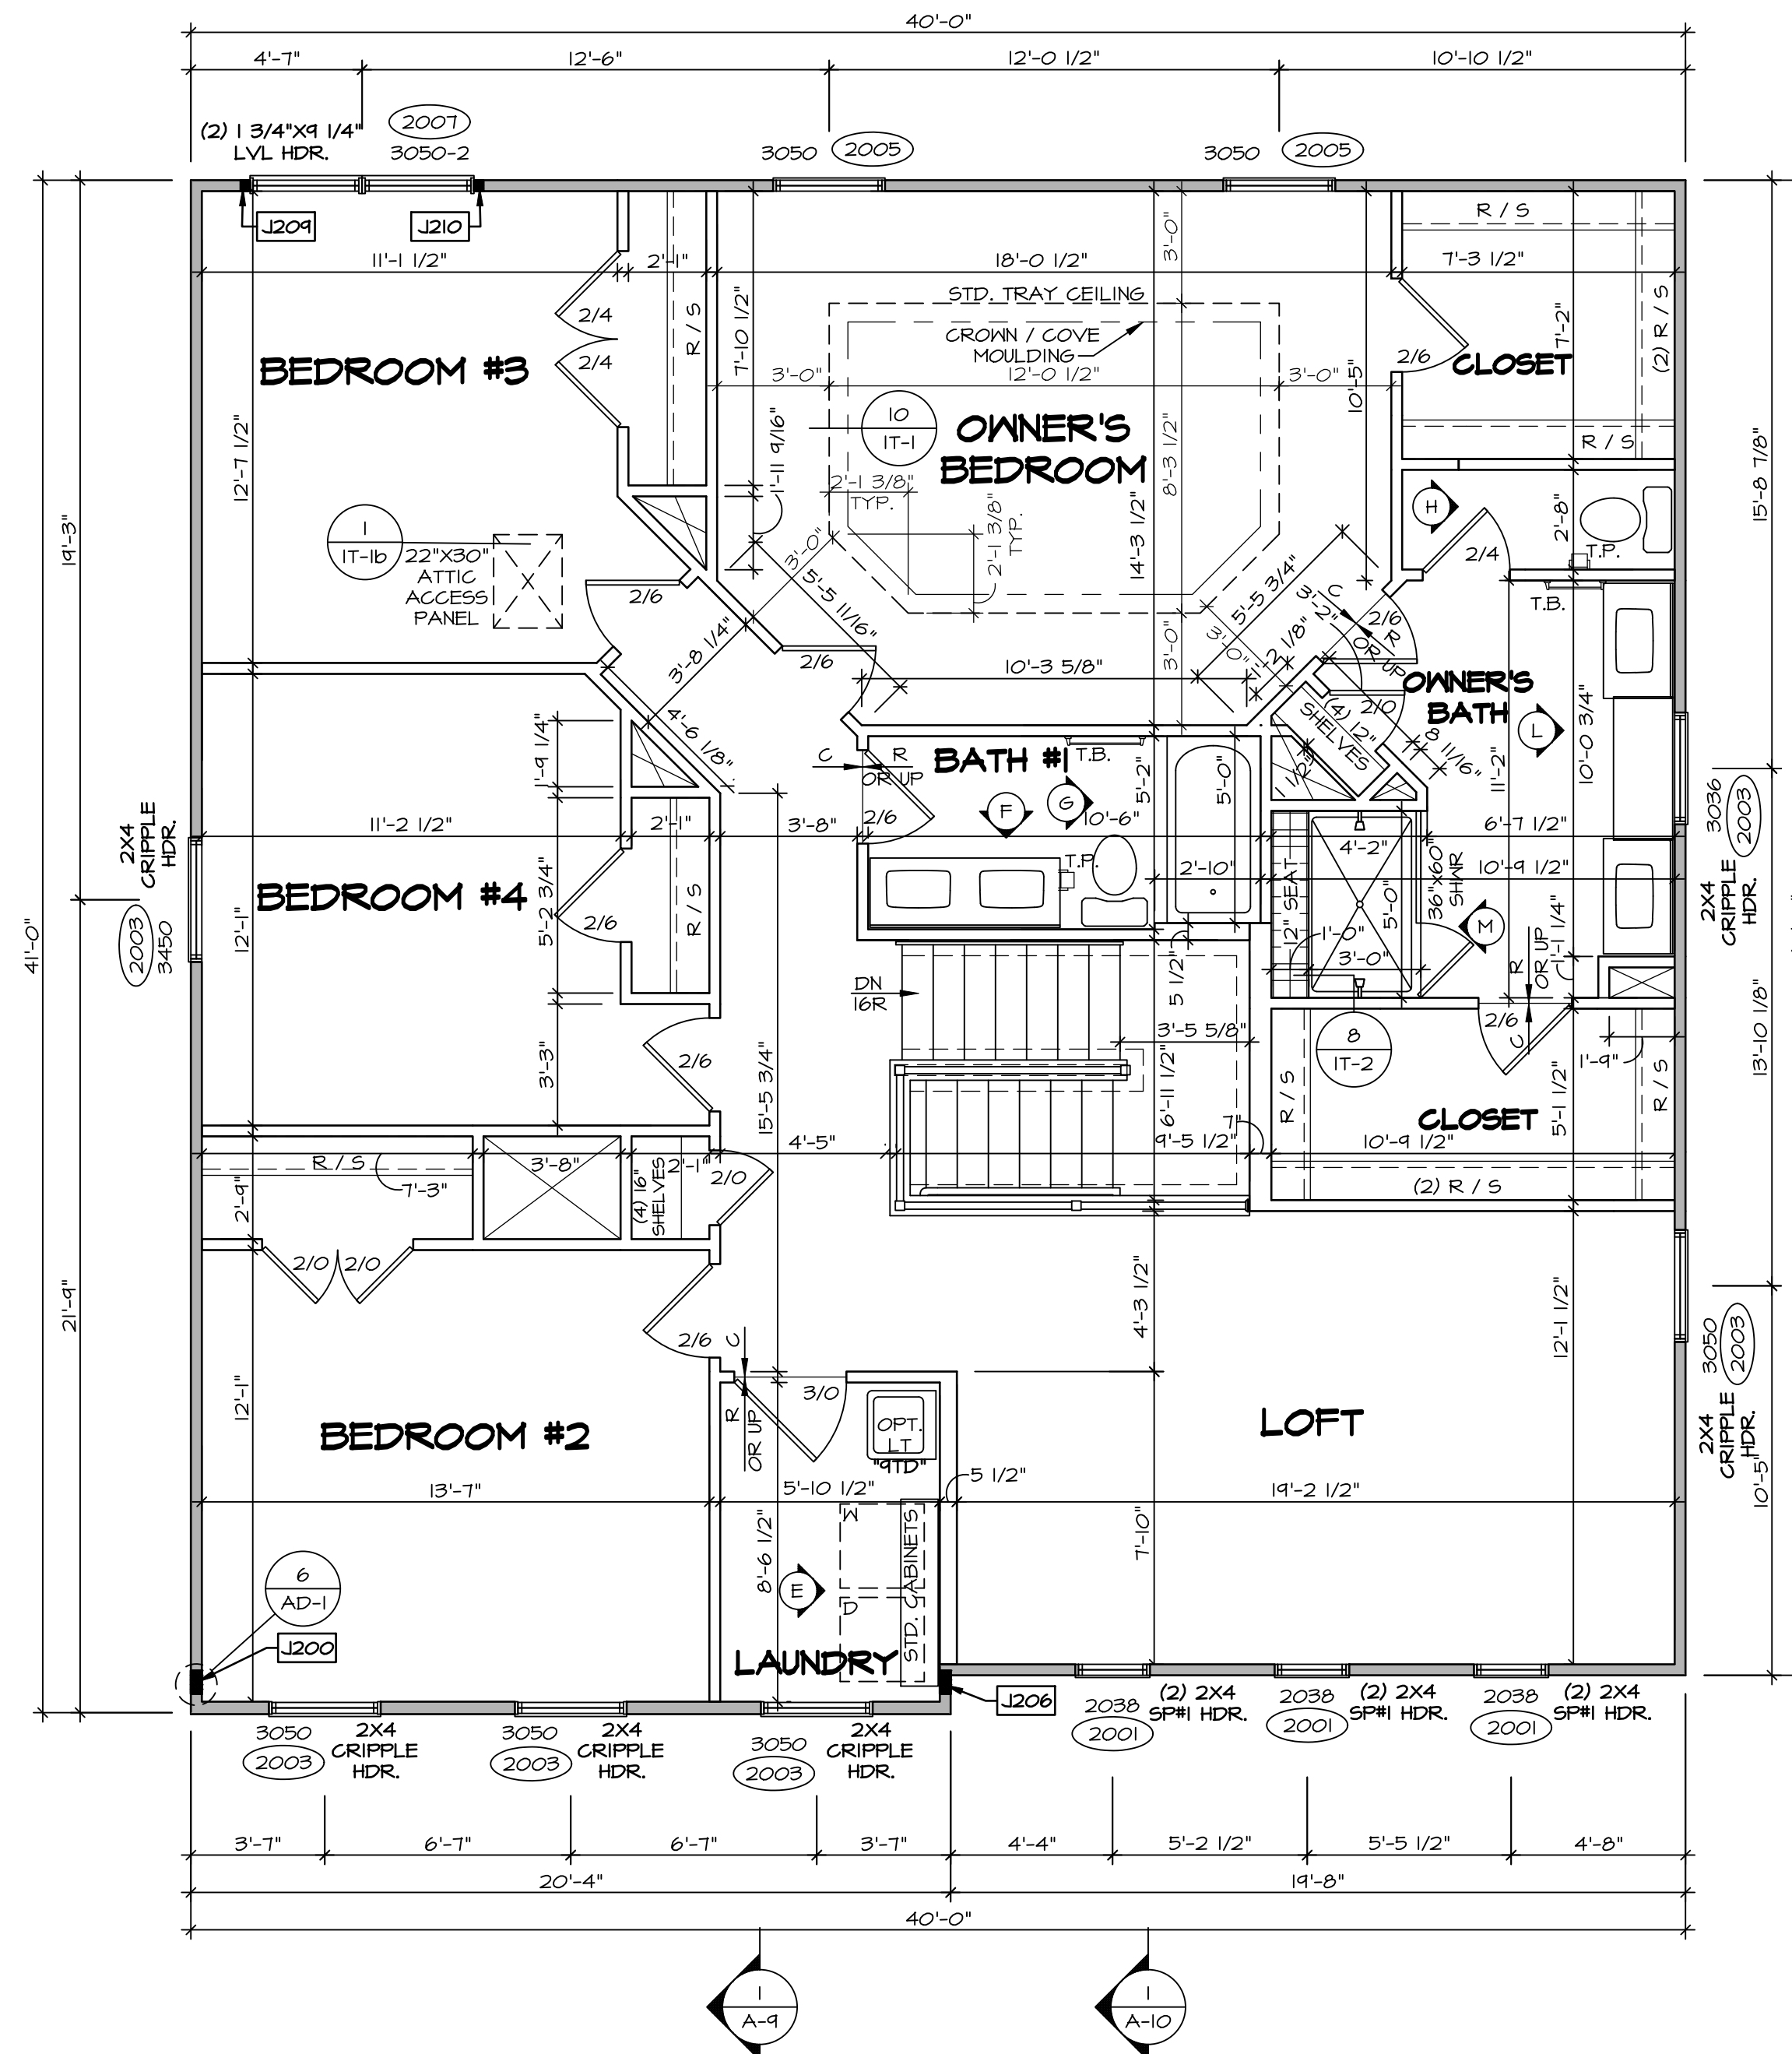 40'-0"
4'-7"
12'-6"
12'-0 1/2"
10'-10 1/2"
(2) 1 3/4"X9 1/4"
LVL HDR.
2007
3050-2
3050
2005
3050
2005
J209
J210
R / S
11'-1 1/2"
2'-1"
18'-0 1/2"
7'-3 1/2"
3'-0"
STD. TRAY CEILING
CROWN / COVE
MOULDING
2/4
2/4
R / S
7'-10 1/2"
7'-2"
(2) R / S
BEDROOM #3
3'-0"
12'-0 1/2"
3'-0"
10'-5"
2/6
CLOSET
10
IT-1
OWNER'S
BEDROOM
1'-11 9/16"
8'-3 1/2"
R / S
12'-7 1/2"
2'-1 3/8"
TYP.
2'-1 3/8"
TYP.
14'-3 1/2"
H
2'-8"
15'-8 7/8"
19'-3"
1
IT-1b
22"X30"
ATTIC
ACCESS
PANEL
3'-0"
5'-5 11/16"
5'-5 3/4"
2/4
T.P.
T.B.
2/6
2/6
3'-8 1/4"
10'-3 5/8"
3'-0"
3'-0"
1'-2 1/8"
3'-2"
C
R
OR UP
2/6
OWNER'S
BATH
L
2/0
(4) 12"
SHELVES
8 11/16"
11'-2"
10'-0 3/4"
4'-6 1/8"
1'-9 1/4"
C
R
OR UP
BATH #1
T.B.
5'-2"
5'-0"
1 1/2"
F
G
2/6
10'-6"
3036
2003
2X4
CRIPPLE
HDR.
2X4
CRIPPLE
HDR.
2003
3450
11'-2 1/2"
2'-1"
3'-8"
6'-7 1/2"
4'-2"
T.P.
2'-10"
10'-9 1/2"
12" SEAT
36"X60"
SHWR
5'-0"
BEDROOM #4
5'-2 3/4"
2/6
R / S
12'-1"
M
1'-0"
3'-0"
R
OR UP
C
1'-1 1/4"
41'-0"
DN
16R
5 1/2"
3'-5 5/8"
8
IT-2
2/6
1'-9"
13'-10 1/8"
3'-3"
2/6
15'-5 3/4"
6'-11 1/2"
R / S
R / S
CLOSET
5'-1 1/2"
4'-5"
9'-5 1/2"
7"
10'-9 1/2"
R / S
7'-3"
3'-8"
2'-1"
2/0
(4) 16"
SHELVES
(2) R / S
2'-9"
2/0
2/0
21'-9"
4'-3 1/2"
12'-1 1/2"
2/6
C
R
OR UP
3/0
3050
2003
2X4
CRIPPLE
HDR.
10'-5"
12'-1"
BEDROOM #2
OPT.
LT
"9TD"
LOFT
13'-7"
5'-10 1/2"
5 1/2"
19'-2 1/2"
W
D
STD. CABINETS
8'-6 1/2"
7'-10"
E
6
AD-1
J200
LAUNDRY
J206
3050
2003
2X4
CRIPPLE
HDR.
3050
2003
2X4
CRIPPLE
HDR.
3050
2003
2X4
CRIPPLE
HDR.
2038
2001
(2) 2X4
SP#1 HDR.
2038
2001
(2) 2X4
SP#1 HDR.
2038
2001
(2) 2X4
SP#1 HDR.
3'-7"
6'-7"
6'-7"
3'-7"
4'-4"
5'-2 1/2"
5'-5 1/2"
4'-8"
20'-4"
19'-8"
40'-0"
1
A-9
1
A-10